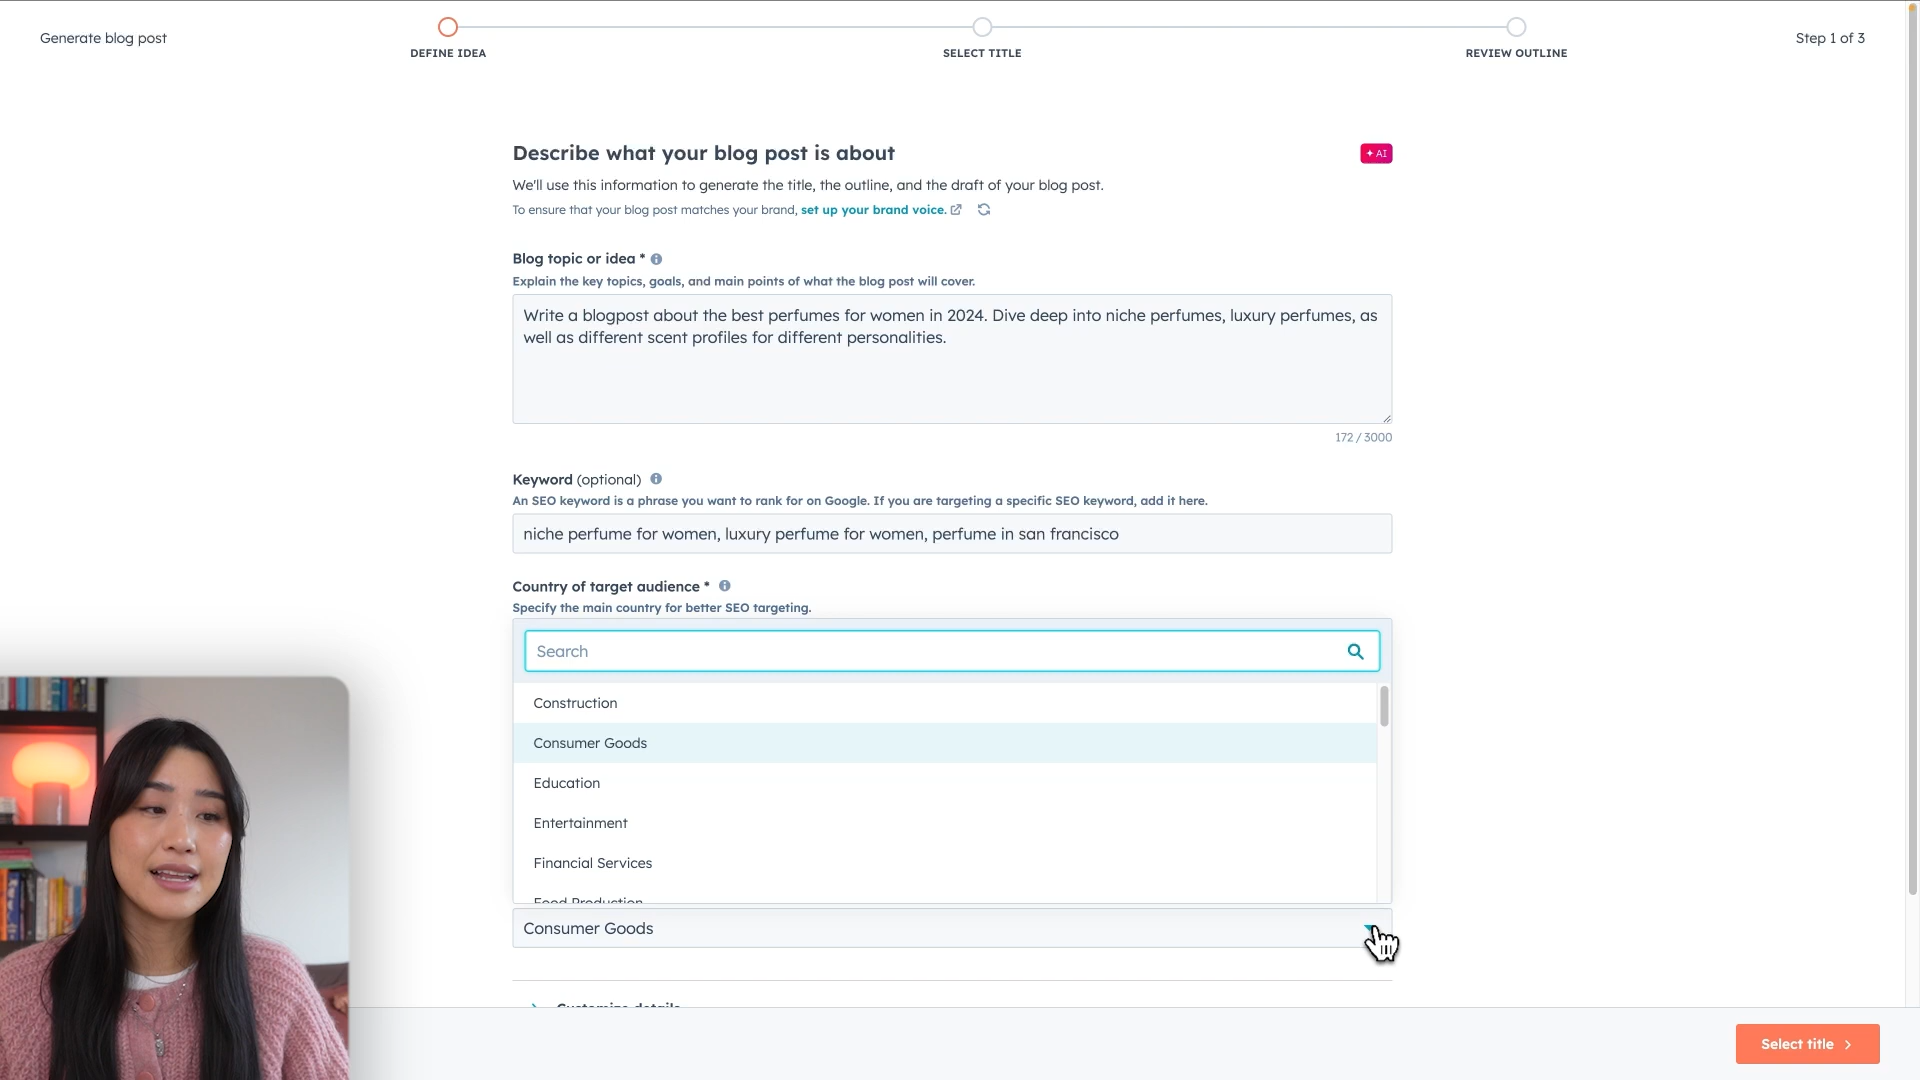 Generate blog post
DEFINE IDEA
SELECT TITLE
REVIEW OUTLINE
Step 1 of 3
Describe what your blog post is about
AI
We'll use this information to generate the title, the outline, and the draft of your blog post.
To ensure that your blog post matches your brand, set up your brand voice.
Blog topic or idea *
Explain the key topics, goals, and main points of what the blog post will cover.
Write a blogpost about the best perfumes for women in 2024. Dive deep into niche perfumes, luxury perfumes, as
well as different scent profiles for different personalities.
172 / 3000
Keyword (optional)
An SEO keyword is a phrase you want to rank for on Google. If you are targeting a specific SEO keyword, add it here.
niche perfume for women, luxury perfume for women, perfume in san francisco
Country of target audience *
Specify the main country for better SEO targeting.
Search
Construction
Consumer Goods
Education
Entertainment
Financial Services
Food Production
Consumer Goods
Customize details
Select title